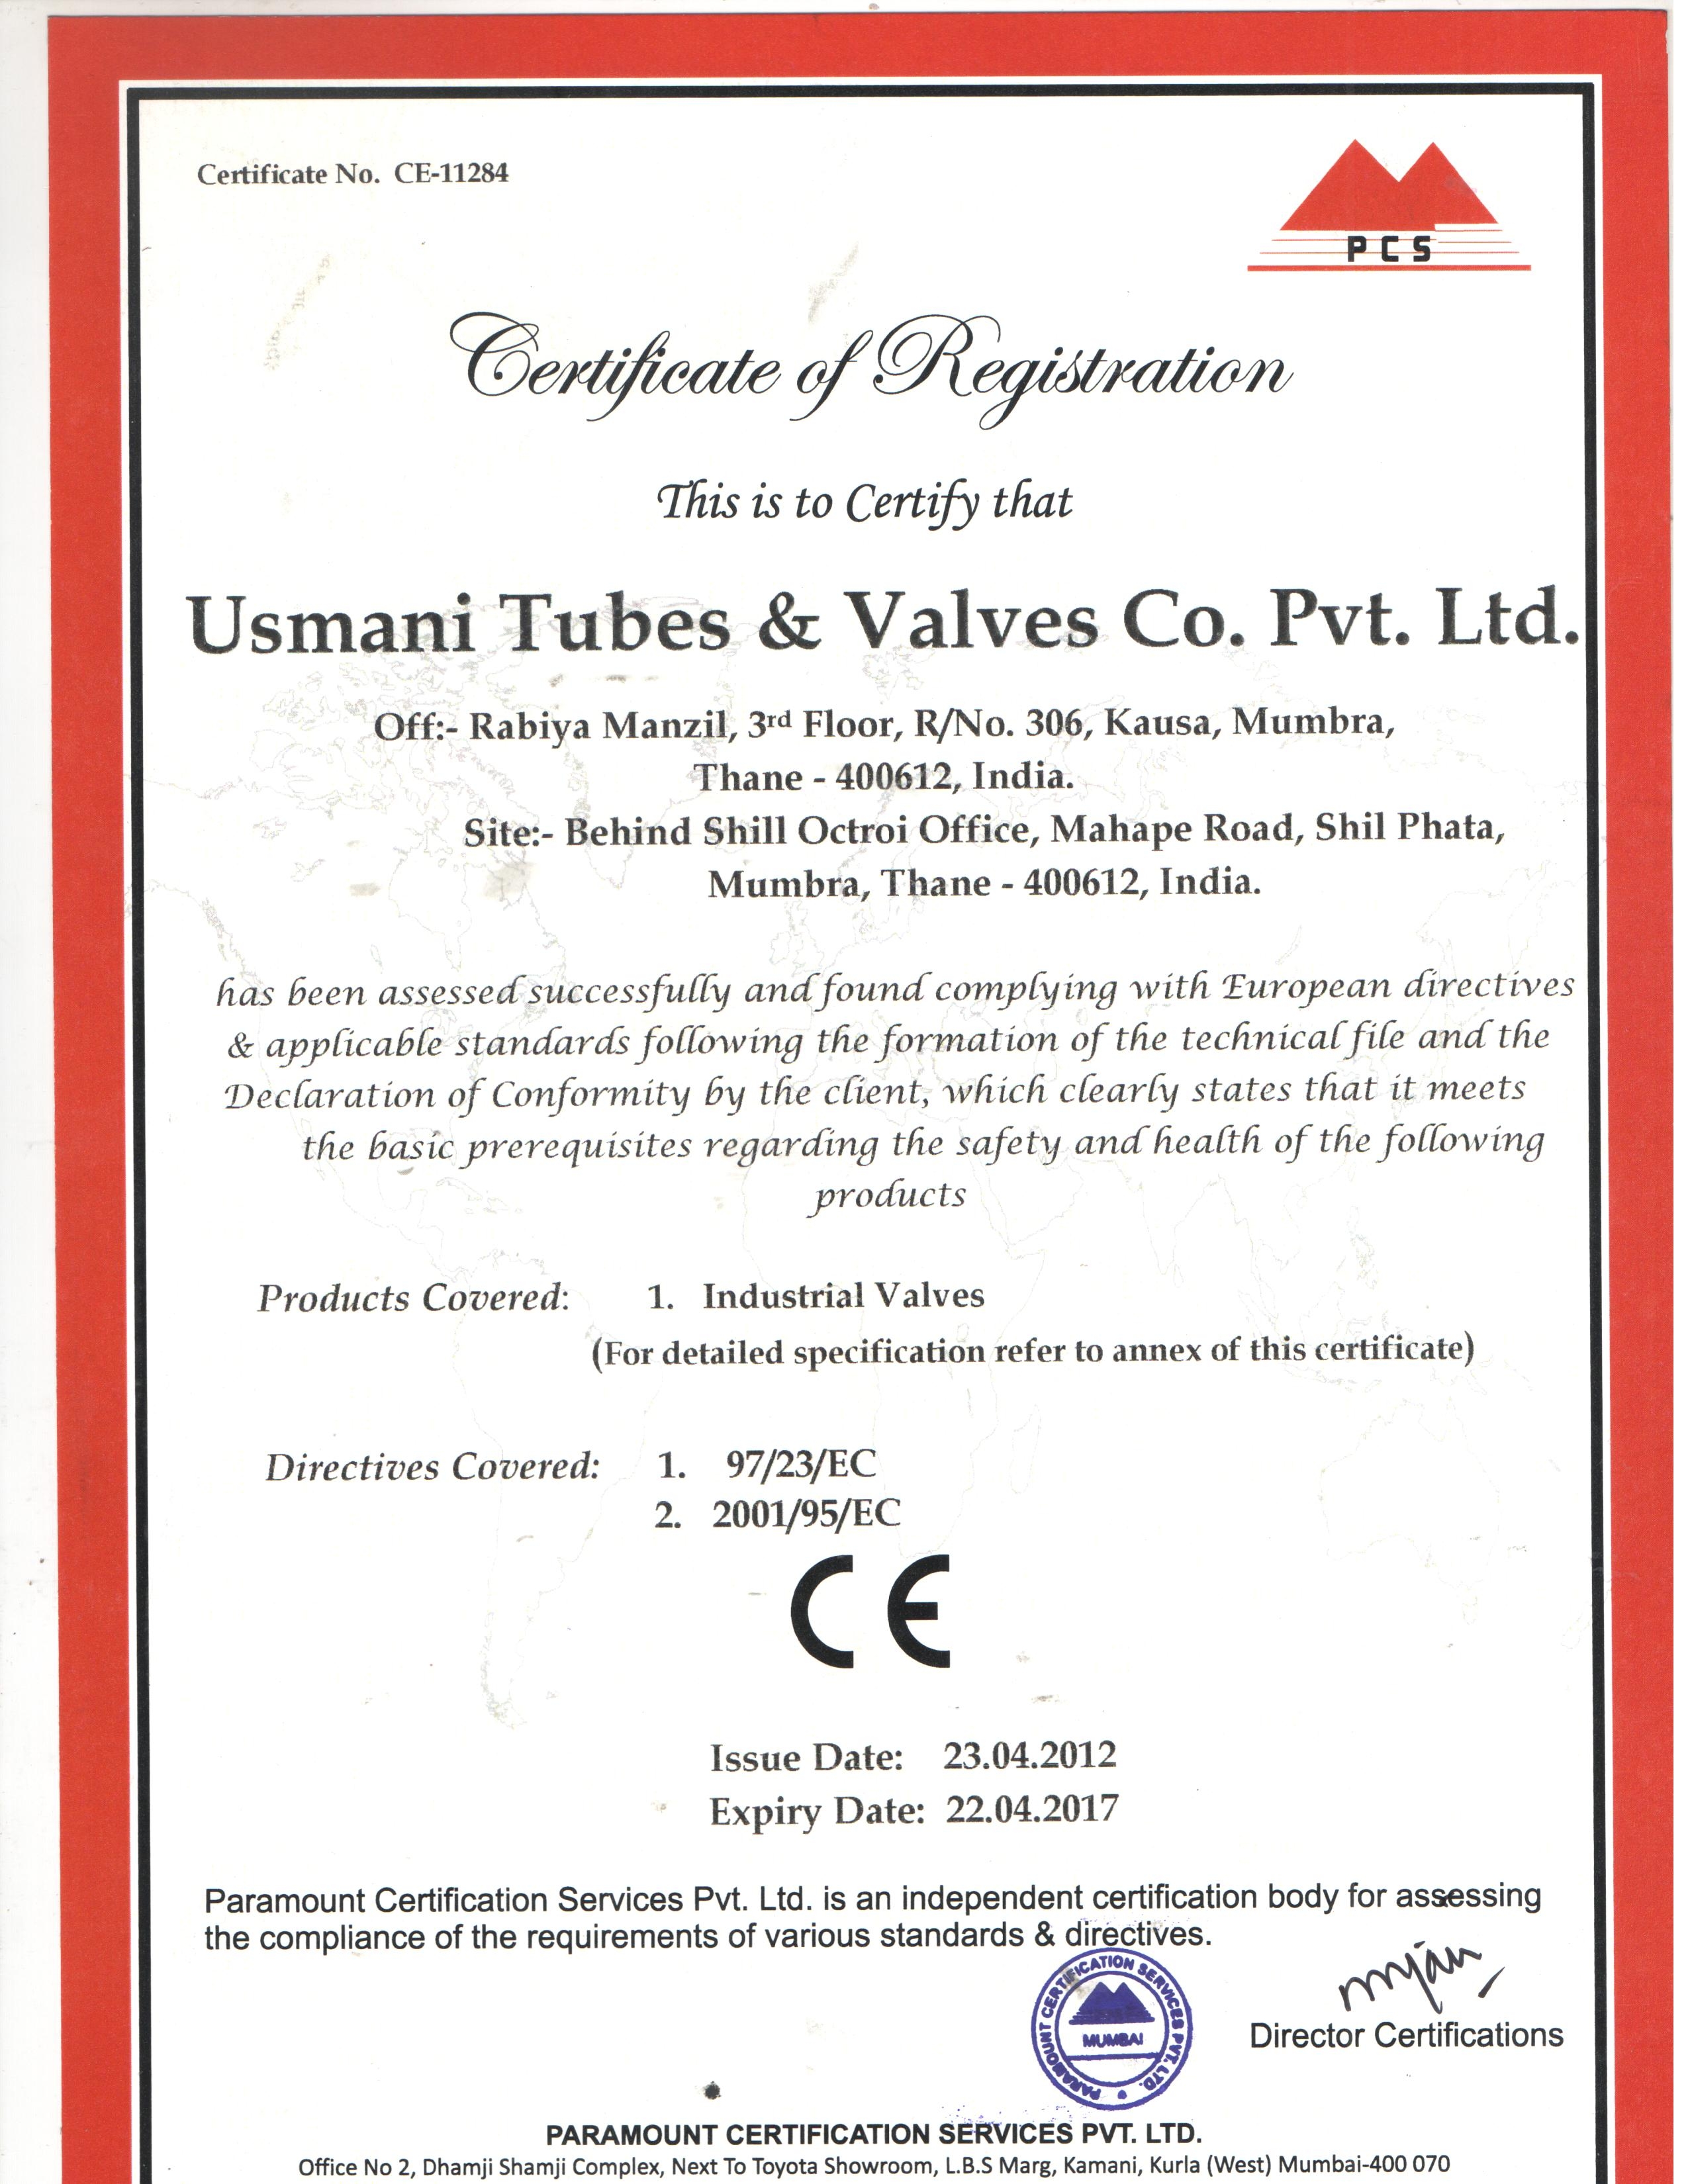 Certificate No. CE-11284
PCS
Certificate of Registration
This is to Certify that
Usmani Tubes & Valves Co. Pvt. Ltd.
Off:- Rabiya Manzil, 3rd Floor, R/No. 306, Kausa, Mumbra,
Thane - 400612, India.
Site:- Behind Shill Octroi Office, Mahape Road, Shil Phata,
Mumbra, Thane - 400612, India.
has been assessed successfully and found complying with European directives
& applicable standards following the formation of the technical file and the
Declaration of Conformity by the client, which clearly states that it meets
the basic prerequisites regarding the safety and health of the following
products
Products Covered: 1. Industrial Valves
(For detailed specification refer to annex of this certificate)
Directives Covered: 1. 97/23/EC
2. 2001/95/EC
CE
Issue Date: 23.04.2012
Expiry Date: 22.04.2017
Paramount Certification Services Pvt. Ltd. is an independent certification body for assessing
the compliance of the requirements of various standards & directives.
PARAMOUNT CERTIFICATION SERVICES PVT. LTD.
MUMBAI
Director Certifications
PARAMOUNT CERTIFICATION SERVICES PVT. LTD.
Office No 2, Dhamji Shamji Complex, Next To Toyota Showroom, L.B.S Marg, Kamani, Kurla (West) Mumbai-400 070